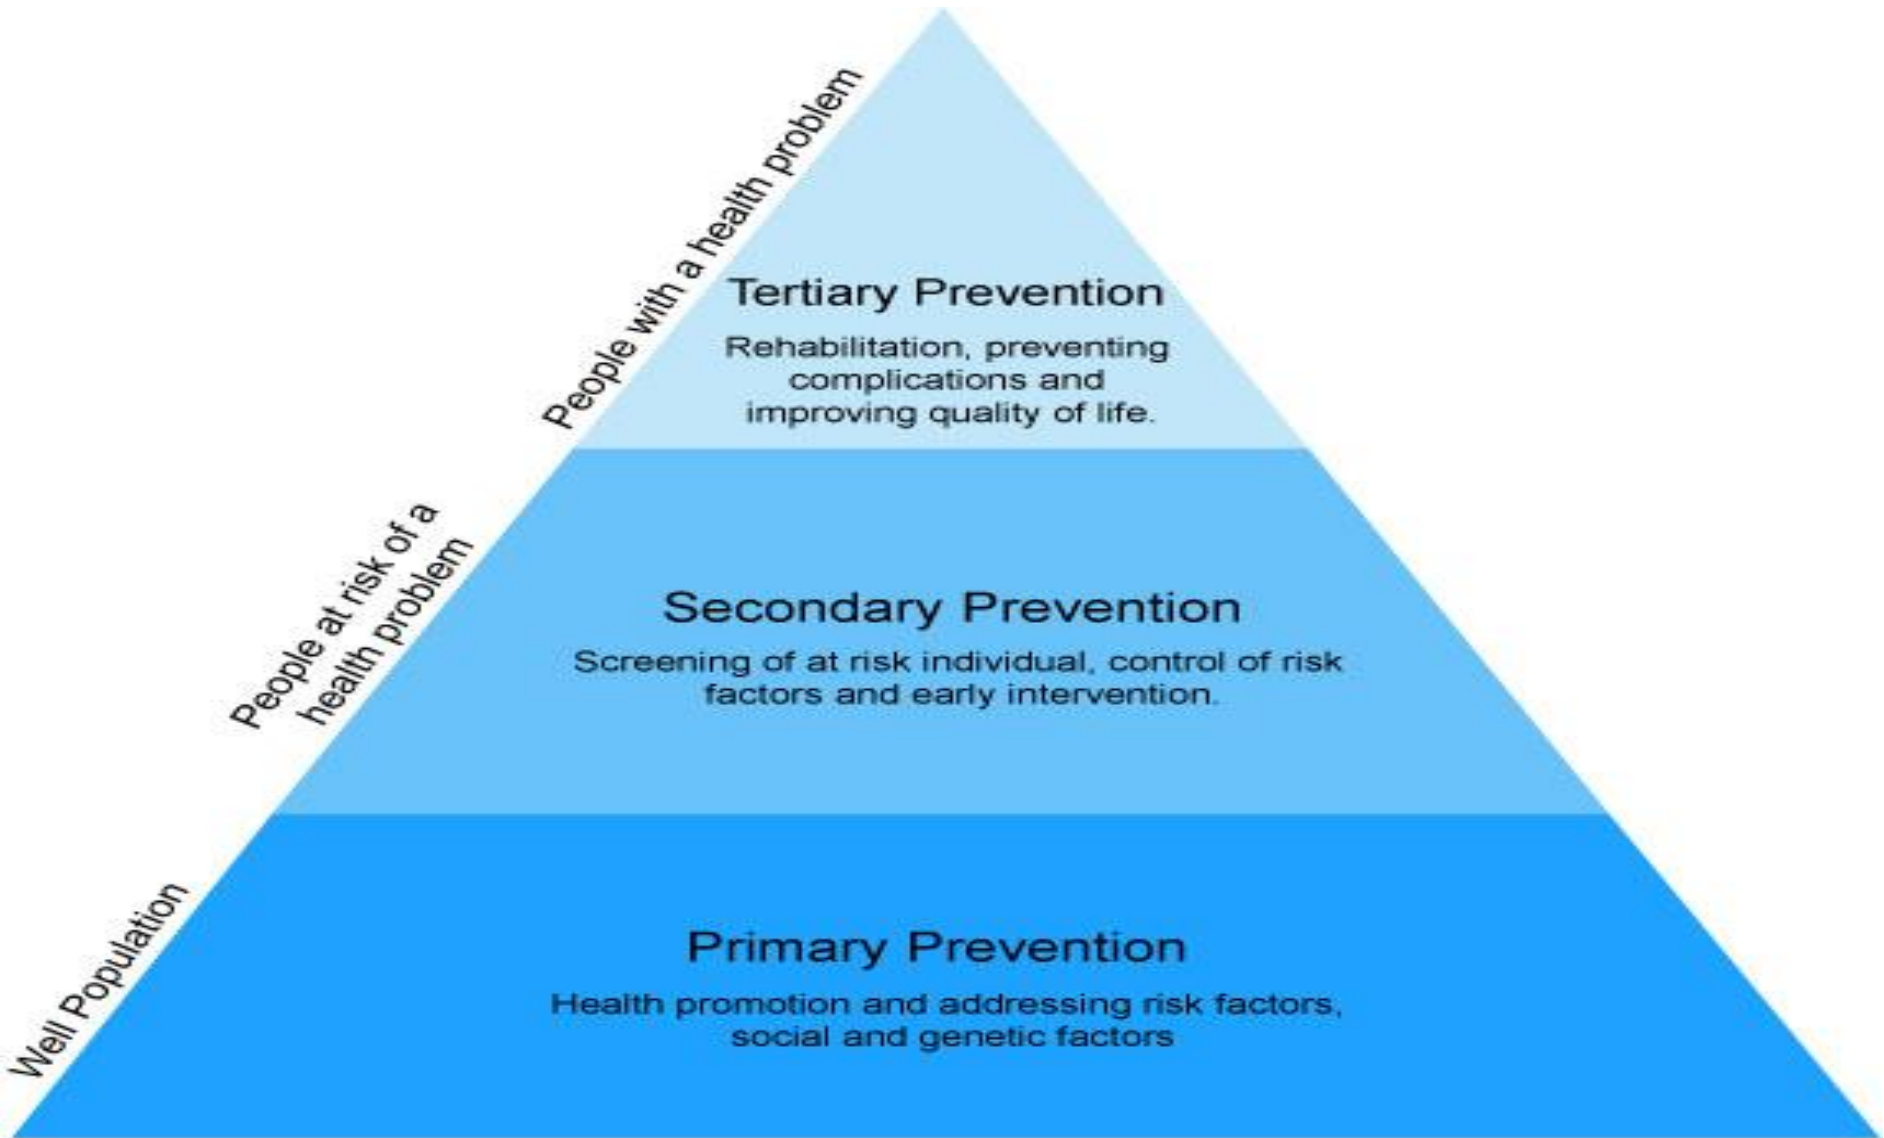 People with a health problem
Tertiary Prevention
Rehabilitation, preventing
complications and
improving quality of life.
People at risk of a
health problem
Secondary Prevention
Screening of at risk individual, control of risk
factors and early intervention.
Well Population
Primary Prevention
Health promotion and addressing risk factors,
social and genetic factors